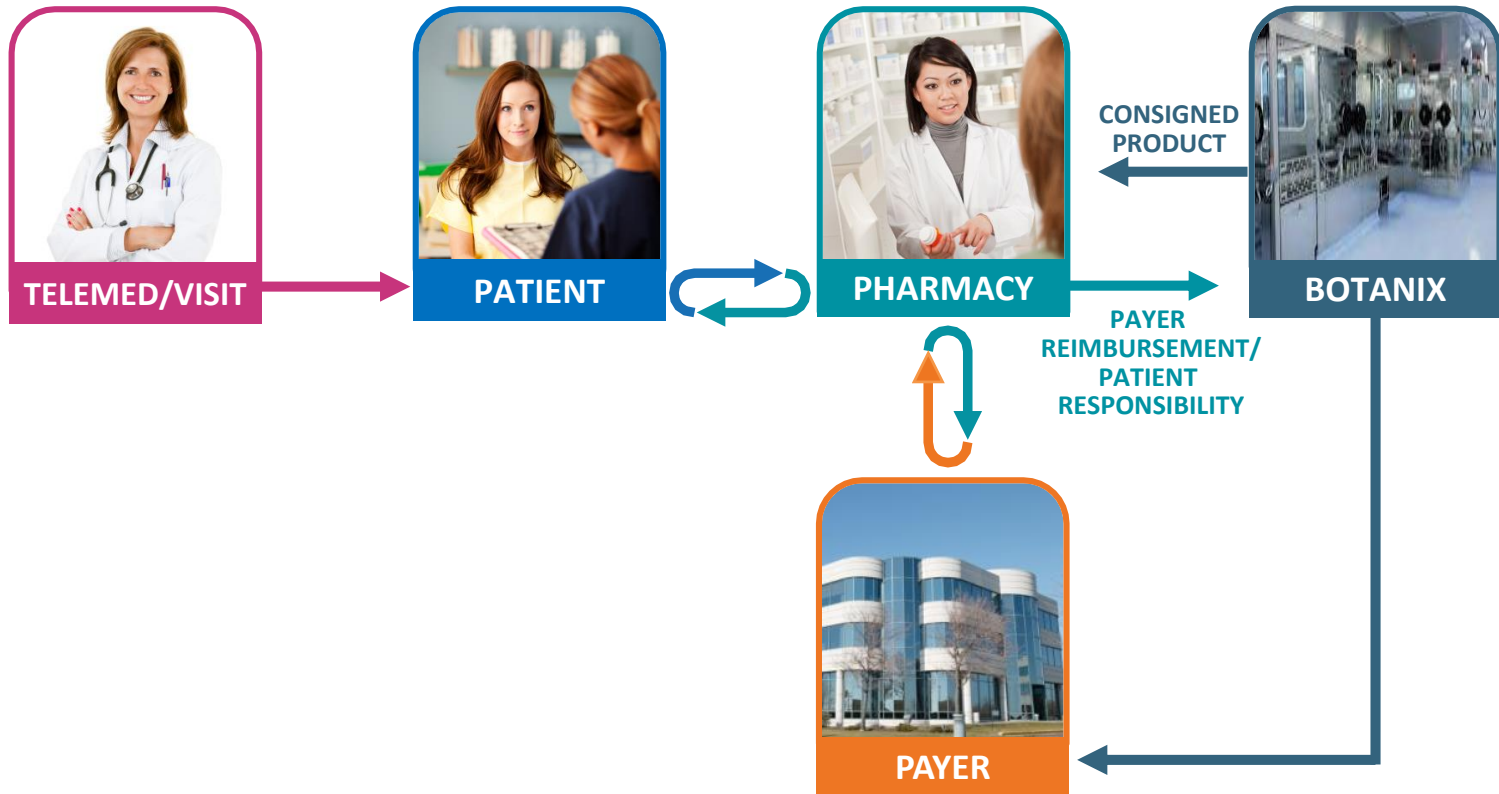 CONSIGNED
PRODUCT
TELEMED/VISIT
PATIENT
PHARMACY
BOTANIX
PAYER
REIMBURSEMENT/
PATIENT
RESPONSIBILITY
PAYER